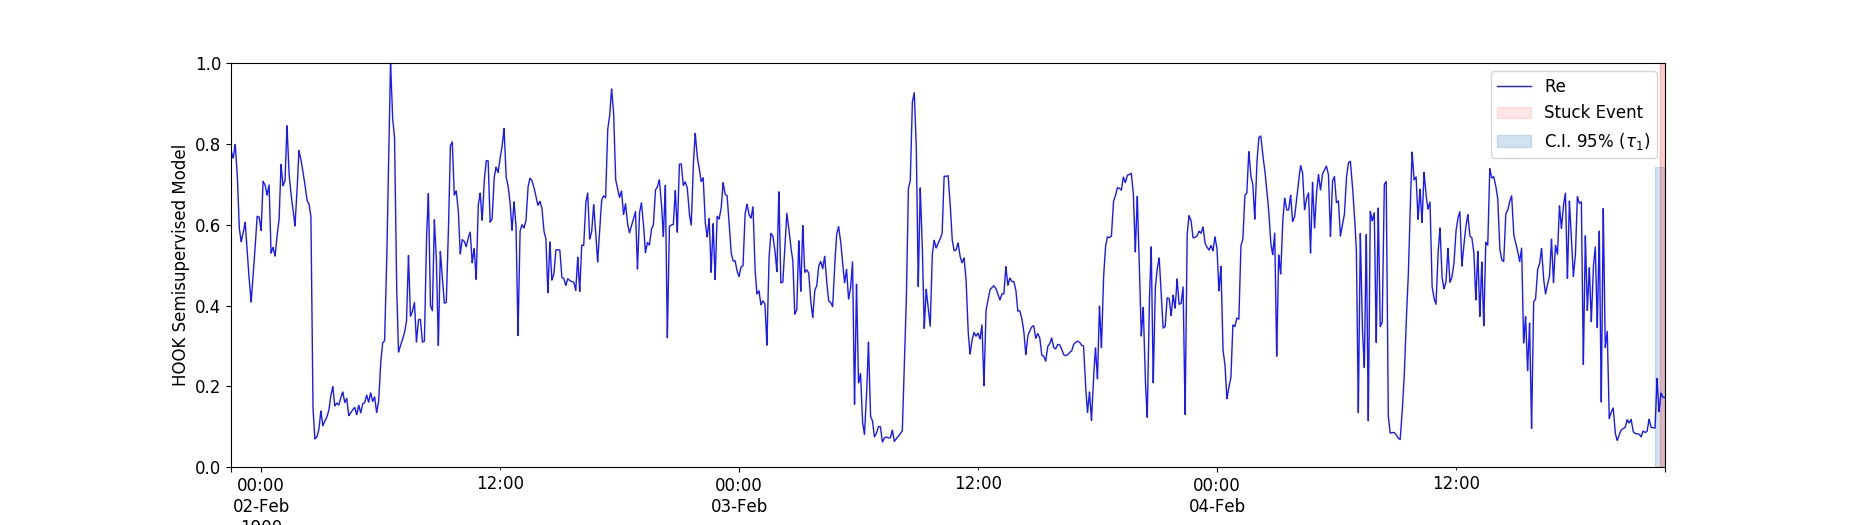 HOOK Semisupervised Model
1.0
0.8
0.6
0.4
0.2
0.0
Re
Stuck Event
C.I. 95% (τ₁)
00:00 12:00 00:00 12:00 00:00 12:00
02-Feb 03-Feb 04-Feb
1900